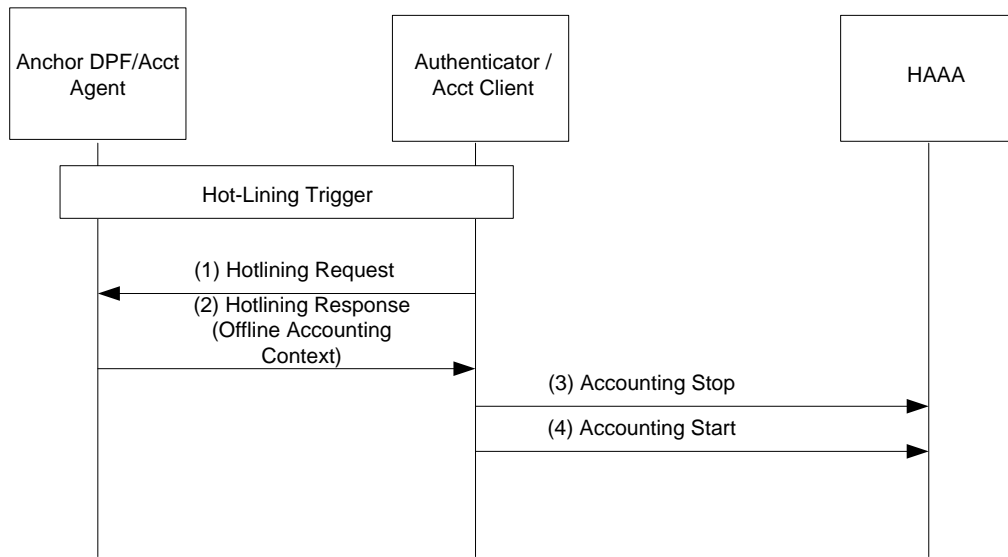 Anchor DPF/Acct
Agent
Authenticator /
Acct Client
HAAA
Hot-Lining Trigger
(1) Hotlining Request
(2) Hotlining Response
(Offline Accounting
Context)
(3) Accounting Stop
(4) Accounting Start